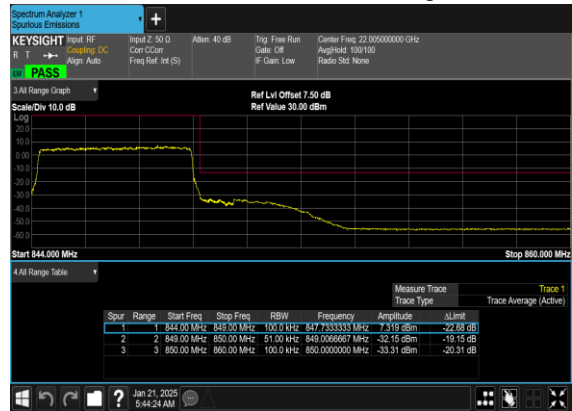 Spectrum Analyzer 1
Spurious Emissions
KEYSIGHT
R T
LW PASS
Input: RF
Coupling: DC
Align: Auto
Input Z: 50 Ω
Corr CCorr
Freq Ref: Int (S)
Atten: 40 dB
Trig: Free Run
Gate: Off
IF Gain: Low
Center Freq: 22.005000000 GHz
Avg|Hold: 100/100
Radio Std: None
3 All Range Graph
Scale/Div 10.0 dB
Ref Lvl Offset 7.50 dB
Ref Value 30.00 dBm
Log
20.0
10.0
0.00
-10.0
-20.0
-30.0
-40.0
-50.0
-60.0
Start 844.000 MHz
Stop 860.000 MHz
4 All Range Table
Measure Trace Trace 1
Trace Type Trace Average (Active)
Spur Range Start Freq Stop Freq RBW Frequency Amplitude ΔLimit
1 1 844.00 MHz 849.00 MHz 100.0 kHz 847.7333333 MHz 7.319 dBm -22.68 dB
2 2 849.00 MHz 850.00 MHz 51.00 kHz 849.0066667 MHz -32.15 dBm -19.15 dB
3 3 850.00 MHz 860.00 MHz 100.0 kHz 850.0000000 MHz -33.31 dBm -20.31 dB
?
Jan 21, 2025
5:44:24 AM